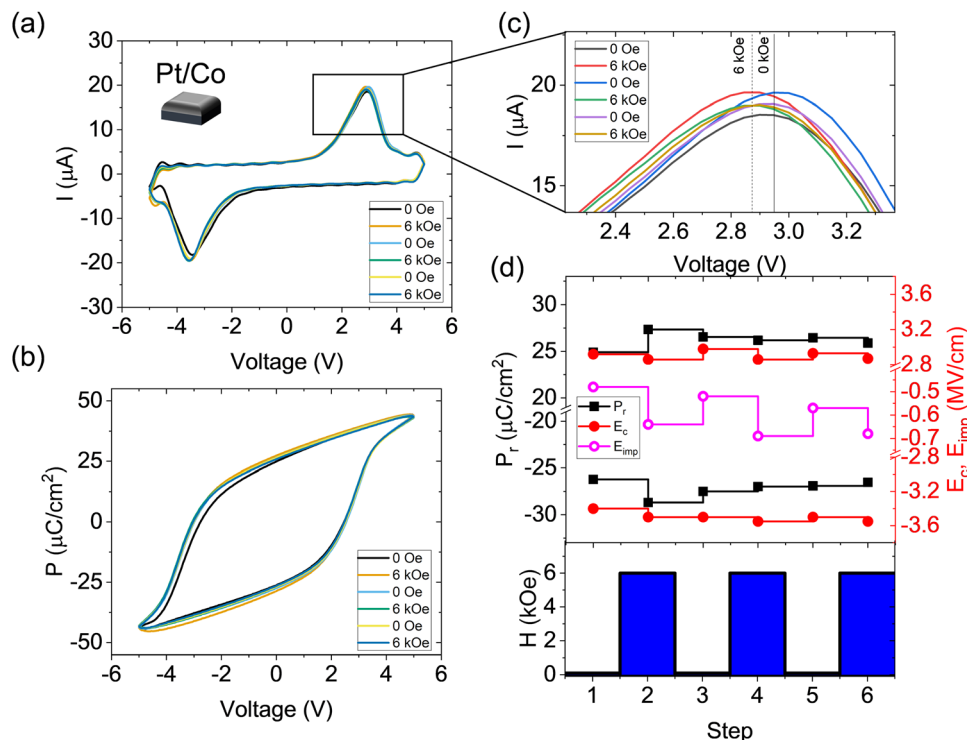 (a)
30
20
10
0
-10
-20
-30
I (μA)
Pt/Co
0 Oe
6 kOe
0 Oe
6 kOe
0 Oe
6 kOe
-6 -4 -2 0 2 4 6
Voltage (V)
(c)
20
15
I (μA)
0 Oe
6 kOe
0 Oe
6 kOe
0 Oe
6 kOe
6 kOe
0 kOe
2.4 2.6 2.8 3.0 3.2
Voltage (V)
(b)
50
25
0
-25
-50
P (μC/cm²)
0 Oe
6 kOe
0 Oe
6 kOe
0 Oe
6 kOe
-6 -4 -2 0 2 4 6
Voltage (V)
(d)
30
25
20
-20
-25
-30
Pr (μC/cm²)
Pr
Ec
Eimp
3.6
3.2
2.8
-0.5
-0.6
-0.7
-2.8
-3.2
-3.6
Ec, Eimp (MV/cm)
6
4
2
0
H (kOe)
1 2 3 4 5 6
Step